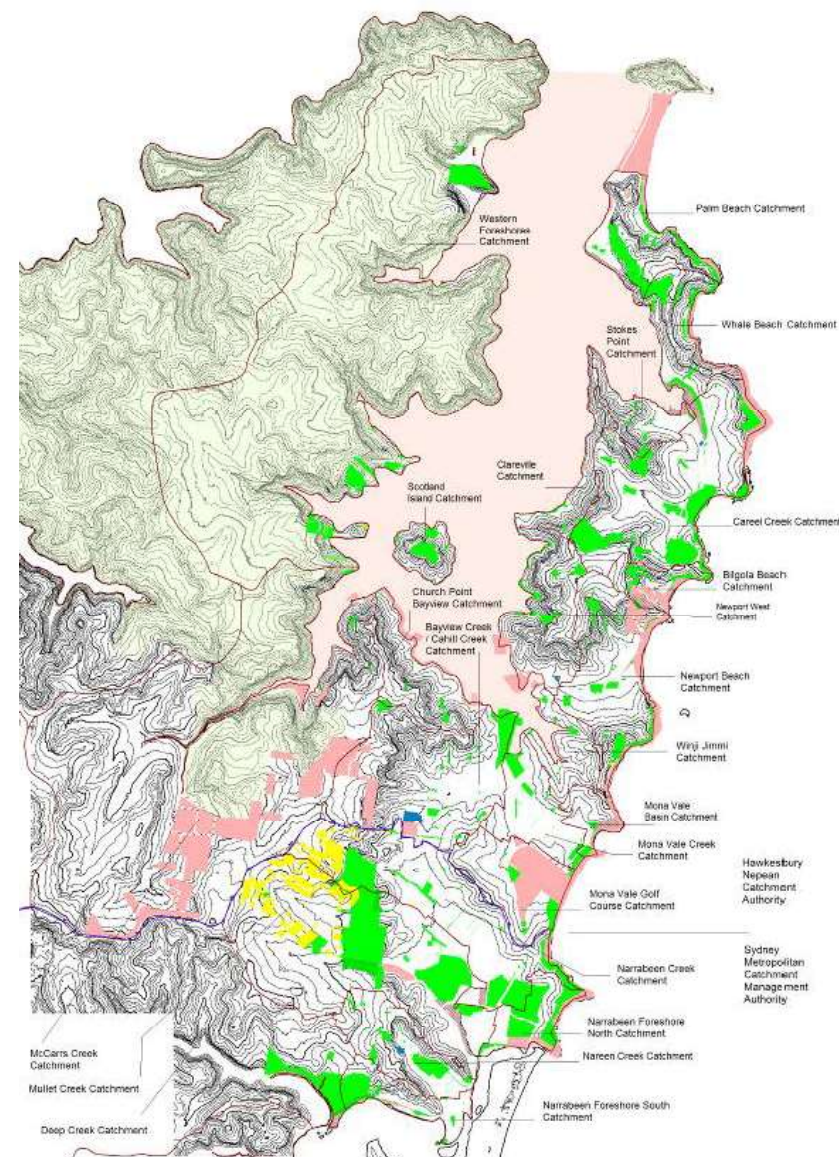 Palm Beach Catchment
Western
Foreshores
Catchment
Whale Beach Catchment
Stokes
Point
Catchment
Clareville
Catchment
Scotland
Island Catchment
Careel Creek Catchment
Bilgola Beach
Catchment
Church Point
Bayview Catchment
Newport West
Catchment
Bayview Creek
/ Cahill Creek
Catchment
Newport Beach
Catchment
Winji Jimmi
Catchment
Mona Vale
Basin Catchment
Mona Vale Creek
Catchment
Hawkestbury
Nepean
Catchment
Authority
Mona Vale Golf
Course Catchment
Sydney
Metropolitan
Catchment
Management
Authority
Narrabeen Creek
Catchment
Narrabeen Foreshore
North Catchment
McCarrs Creek
Catchment
Nareen Creek Catchment
Mullet Creek Catchment
Narrabeen Foreshore South
Catchment
Deep Creek Catchment